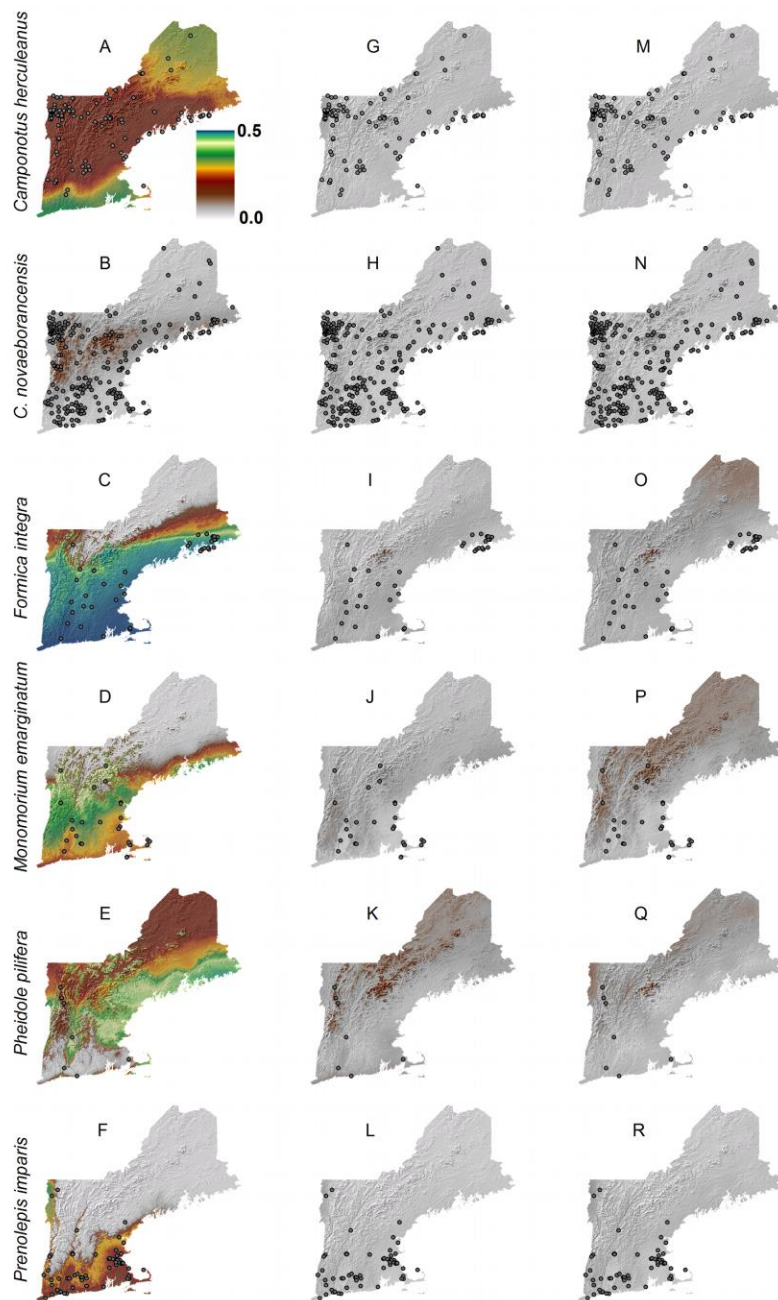 Camponotus herculeanus
A
G
M
0.5
0.0
C. novaeborancensis
B
H
N
Formica integra
C
I
O
Monomorium emarginatum
D
J
P
Pheidole pilifera
E
K
Q
Prenolepis imparis
F
L
R